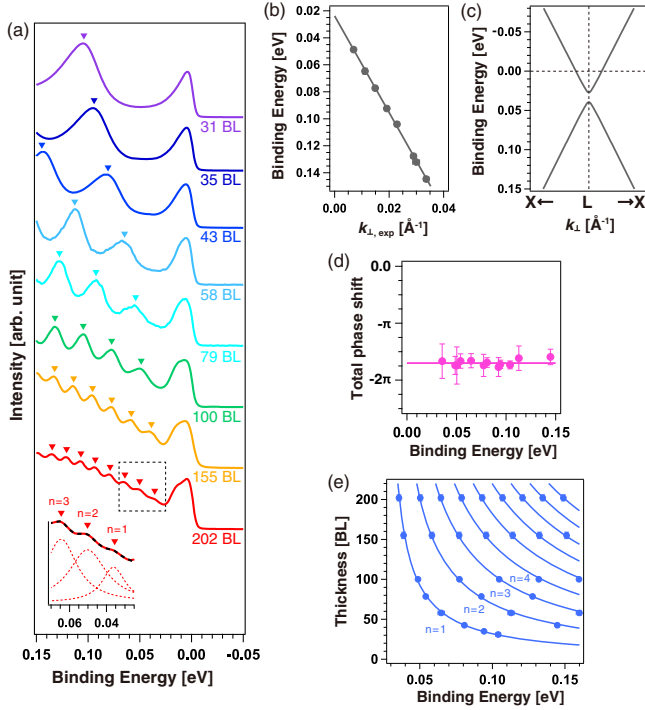 (a)
31 BL
35 BL
43 BL
58 BL
79 BL
100 BL
155 BL
202 BL
n=3
n=2
n=1
0.06
0.04
Intensity [arb. unit]
0.15
0.10
0.05
0.00
-0.05
Binding Energy [eV]
(b)
0.02
0.04
0.06
0.08
0.10
0.12
0.14
Binding Energy [eV]
0.00
0.02
0.04
k⊥, exp [Å⁻¹]
(c)
-0.05
0.00
0.05
0.10
0.15
Binding Energy [eV]
X←
L
→X
k⊥ [Å⁻¹]
(d)
0.0
-π
-2π
Total phase shift
0.00
0.05
0.10
0.15
Binding Energy [eV]
(e)
200
150
100
50
0
Thickness [BL]
n=4
n=3
n=2
n=1
0.05
0.10
0.15
Binding Energy [eV]